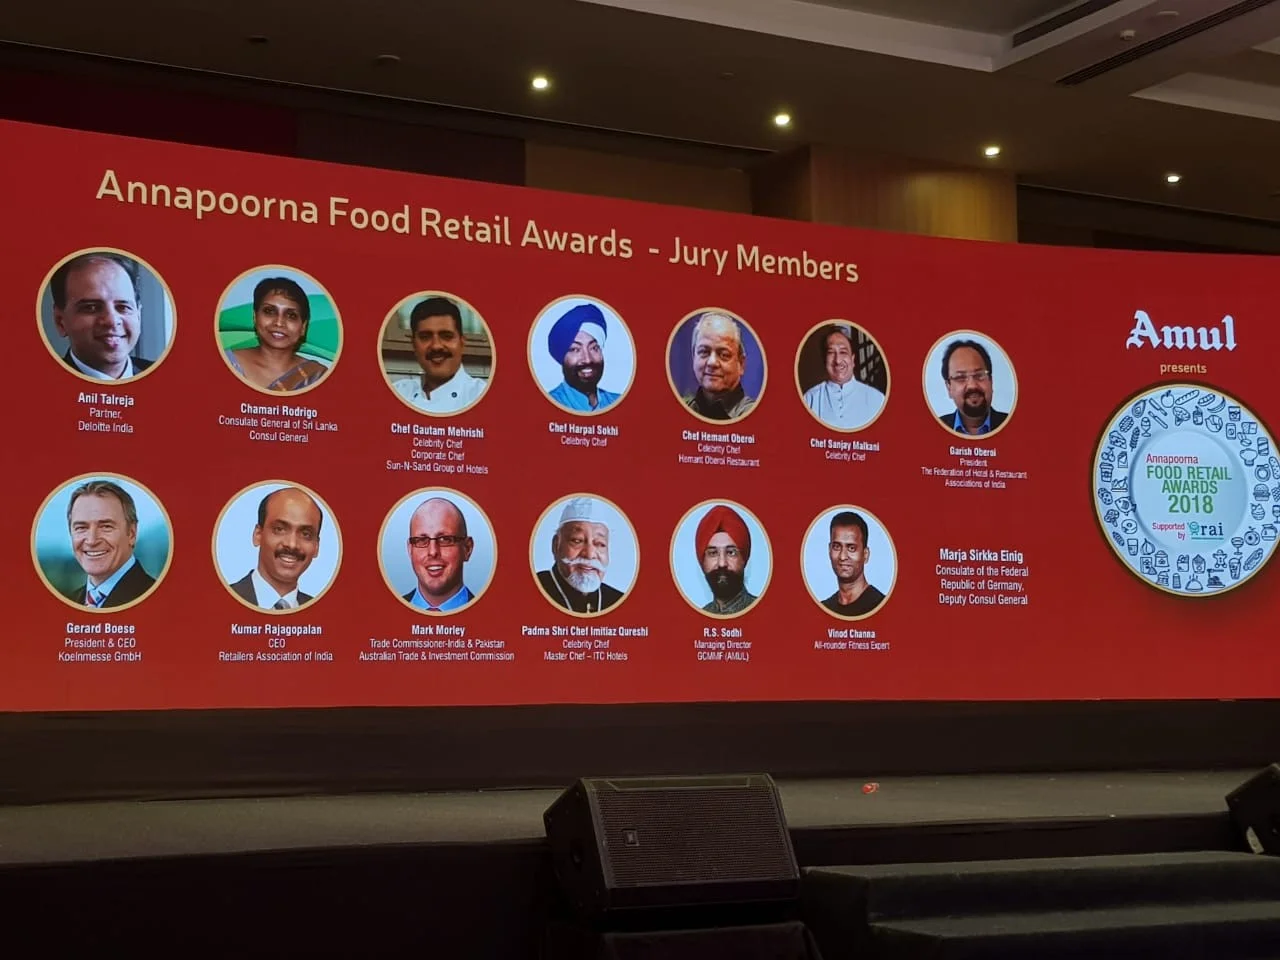 Annapoorna Food Retail Awards - Jury Members
Anil Talreja
Partner,
Deloitte India
Chamari Rodrigo
Consulate General of Sri Lanka
Consul General
Chef Gautam Mehrishi
Celebrity Chef
Corporate Chef
Sun-N-Sand Group of Hotels
Chef Harpal Sokhi
Celebrity Chef
Chef Hemant Oberoi
Celebrity Chef
Hemant Oberoi Restaurant
Chef Sanjay Malkani
Celebrity Chef
Garish Oberoi
President
The Federation of Hotel & Restaurant
Associations of India
Gerard Boese
President & CEO
Koelnmesse GmbH
Kumar Rajagopalan
CEO
Retailers Association of India
Mark Morley
Trade Commissioner-India & Pakistan
Australian Trade & Investment Commission
Padma Shri Chef Imitiaz Qureshi
Celebrity Chef
Master Chef – ITC Hotels
R.S. Sodhi
Managing Director
GCMMF (AMUL)
Vinod Channa
All-rounder Fitness Expert
Marja Sirkka Einig
Consulate of the Federal
Republic of Germany,
Deputy Consul General
Amul
presents
Annapoorna
FOOD RETAIL
AWARDS
2018
Supported
by
rai